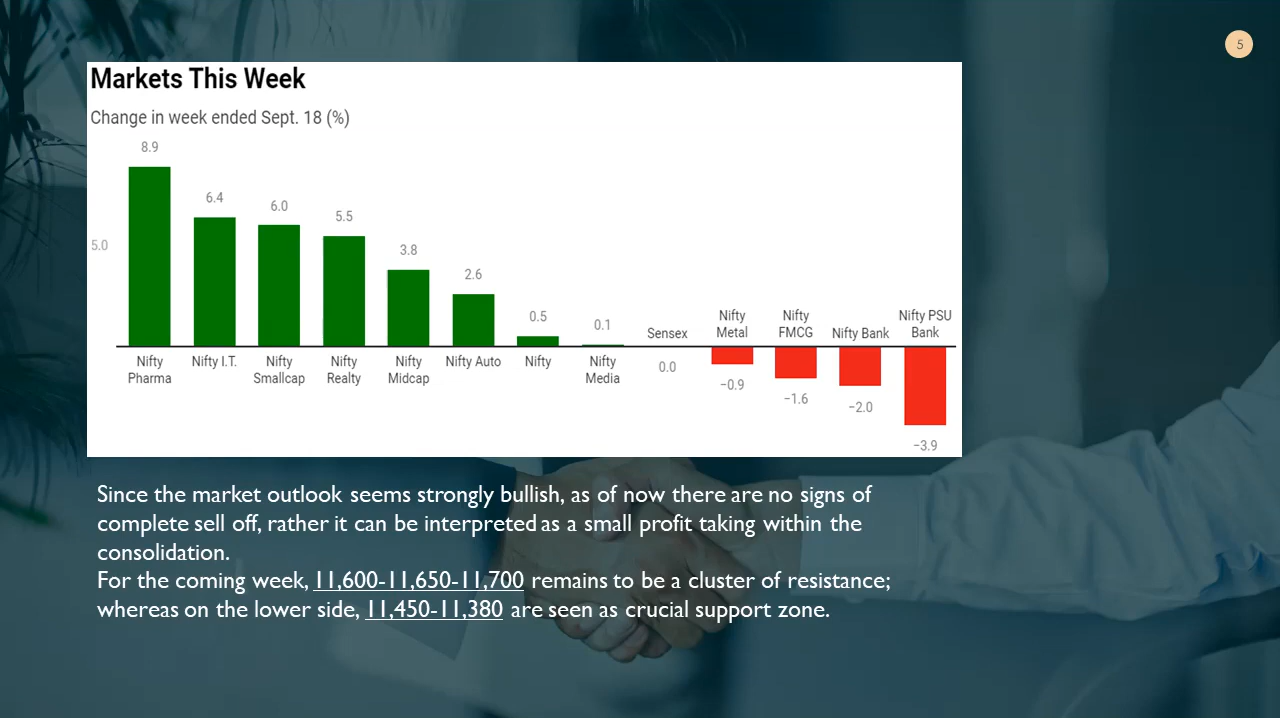 5
Markets This Week
Change in week ended Sept. 18 (%)
8.9
6.4
6.0
5.5
5.0
3.8
2.6
0.5
0.1
Nifty
Pharma
Nifty I.T.
Nifty
Smallcap
Nifty
Realty
Nifty
Midcap
Nifty Auto
Nifty
Nifty
Media
Sensex
Nifty
Metal
Nifty
FMCG
Nifty Bank
Nifty PSU
Bank
0.0
−0.9
−1.6
−2.0
−3.9
Since the market outlook seems strongly bullish, as of now there are no signs of
complete sell off, rather it can be interpreted as a small profit taking within the
consolidation.
For the coming week, 11,600-11,650-11,700 remains to be a cluster of resistance;
whereas on the lower side, 11,450-11,380 are seen as crucial support zone.